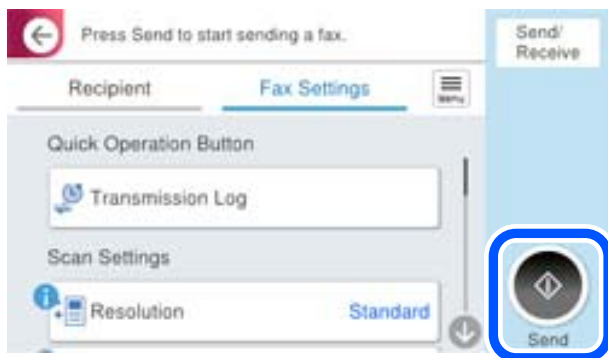 Press Send to start sending a fax.
Send/
Receive
Recipient
Fax Settings
Menu
Quick Operation Button
Transmission Log
Scan Settings
Resolution
Standard
Send